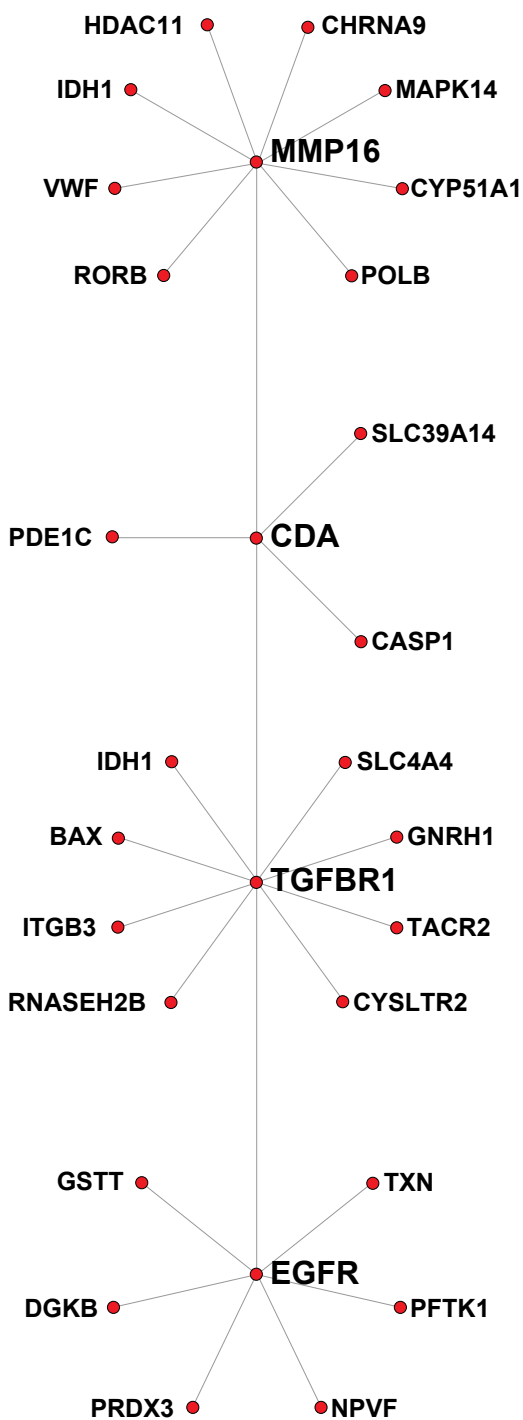 HDAC11
CHRNA9
IDH1
MAPK14
MMP16
VWF
CYP51A1
RORB
POLB
SLC39A14
PDE1C
CDA
CASP1
IDH1
SLC4A4
BAX
GNRH1
TGFBR1
ITGB3
TACR2
RNASEH2B
CYSLTR2
GSTT
TXN
EGFR
DGKB
PFTK1
PRDX3
NPVF